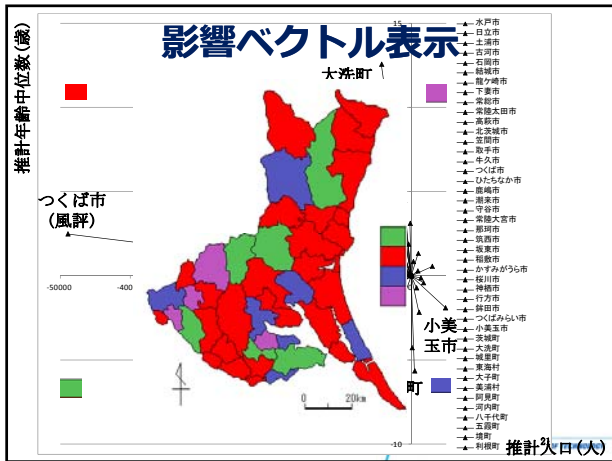 影響ベクトル表示
推計年齢中位数(歳)
15
大洗町
つくば市
(風評)
-50000
-400
小美
玉市
町
0
20km
-10
推計人口(人)
21
水戸市
日立市
土浦市
古河市
石岡市
結城市
龍ケ崎市
下妻市
常総市
常陸太田市
高萩市
北茨城市
笠間市
取手市
牛久市
つくば市
ひたちなか市
鹿嶋市
潮来市
守谷市
常陸大宮市
那珂市
筑西市
坂東市
稲敷市
かすみがうら市
桜川市
神栖市
行方市
鉾田市
つくばみらい市
小美玉市
茨城町
大洗町
城里町
東海村
大子町
美浦村
阿見町
河内町
八千代町
五霞町
境町
利根町